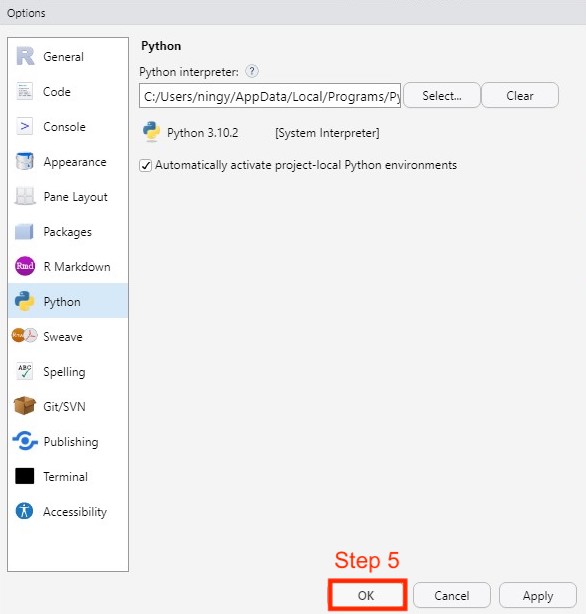 Options
General
Code
Console
Appearance
Pane Layout
Packages
Rmd R Markdown
Python
Sweave
ABC Spelling
Git/SVN
Publishing
Terminal
Accessibility
Python
Python interpreter: ?
C:/Users/ningy/AppData/Local/Programs/Py Select... Clear
Python 3.10.2 [System Interpreter]
Automatically activate project-local Python environments
Step 5
OK Cancel Apply